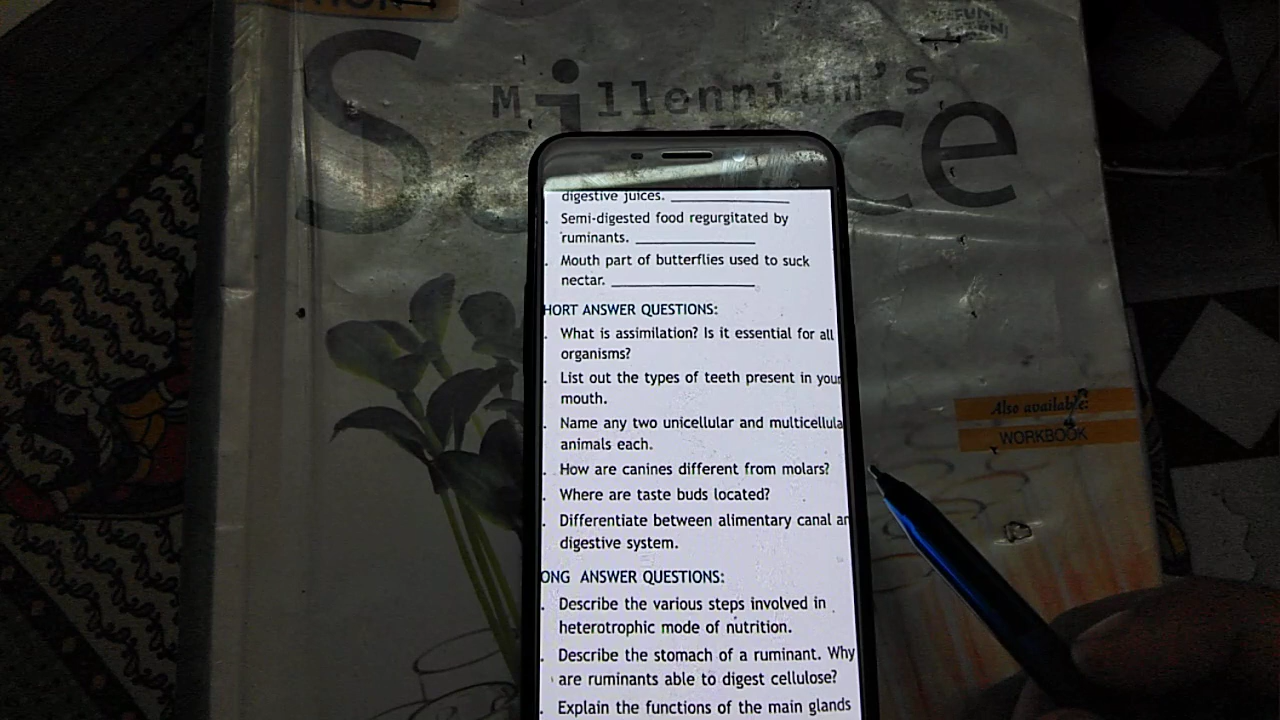 Millennium's
Science
digestive juices. ____________
Semi-digested food regurgitated by
ruminants. ____________
Mouth part of butterflies used to suck
nectar. ____________
HORT ANSWER QUESTIONS:
What is assimilation? Is it essential for all
organisms?
List out the types of teeth present in your
mouth.
Name any two unicellular and multicellula
animals each.
How are canines different from molars?
Where are taste buds located?
Differentiate between alimentary canal an
digestive system.
ONG ANSWER QUESTIONS:
Describe the various steps involved in
heterotrophic mode of nutrition.
Describe the stomach of a ruminant. Why
are ruminants able to digest cellulose?
Explain the functions of the main glands
Also available:
WORKBOOK